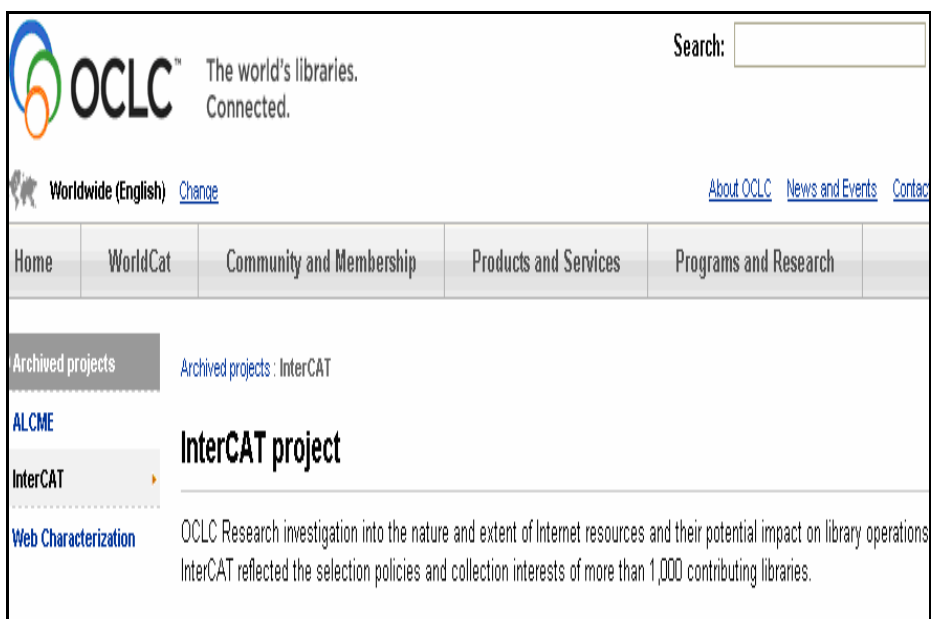 OCLC™
The world's libraries.
Connected.
Search:
Worldwide (English) Change
About OCLC News and Events Contac
Home WorldCat Community and Membership Products and Services Programs and Research
Archived projects
ALCME
InterCAT
Web Characterization
Archived projects : InterCAT
InterCAT project
OCLC Research investigation into the nature and extent of Internet resources and their potential impact on library operations
InterCAT reflected the selection policies and collection interests of more than 1,000 contributing libraries.